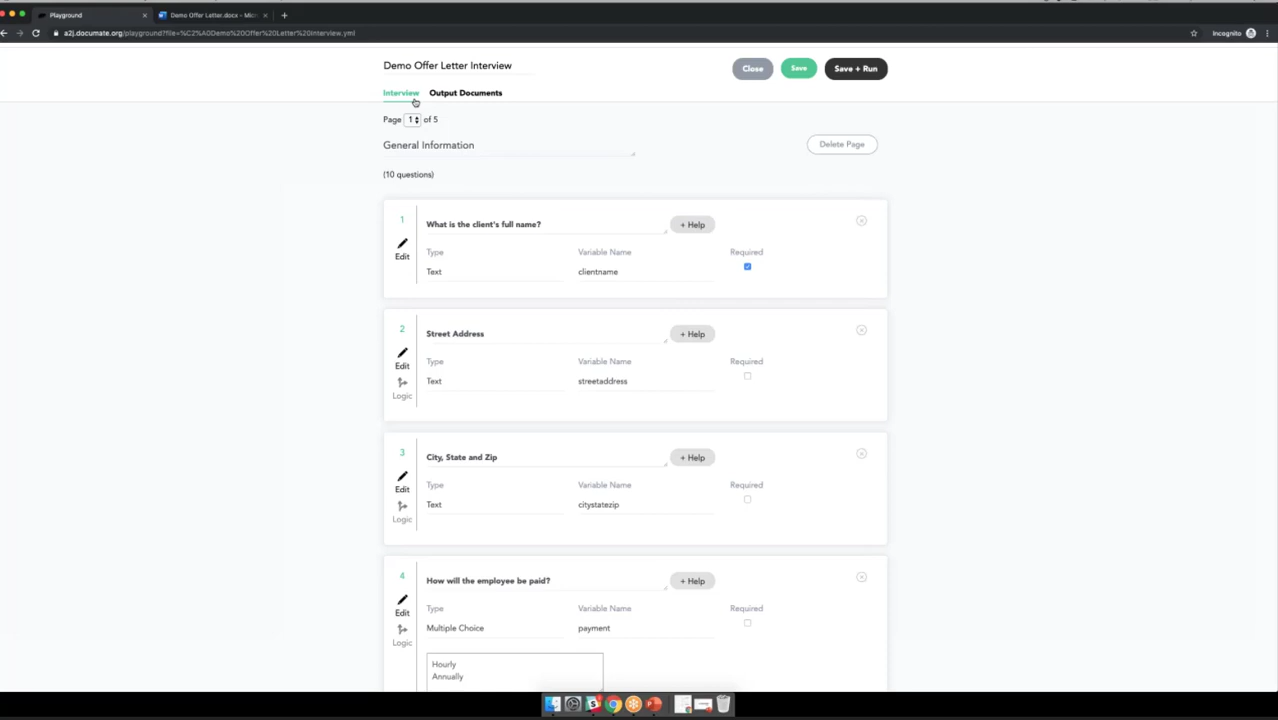 Playground
Demo Offer Letter.docx - Micr
a2j.documate.org/playground?file=%C2%A0Demo%20Offer%20Letter%20Interview.yml
Incognito
Demo Offer Letter Interview
Close
Save
Save + Run
Interview
Output Documents
Page 1 of 5
General Information
Delete Page
(10 questions)
1
What is the client's full name?
+ Help
Edit
Type
Variable Name
Required
Text
clientname
2
Street Address
+ Help
Edit
Type
Variable Name
Required
Text
streetaddress
Logic
3
City, State and Zip
+ Help
Edit
Type
Variable Name
Required
Text
citystatezip
Logic
4
How will the employee be paid?
+ Help
Edit
Type
Variable Name
Required
Multiple Choice
payment
Logic
Hourly
Annually